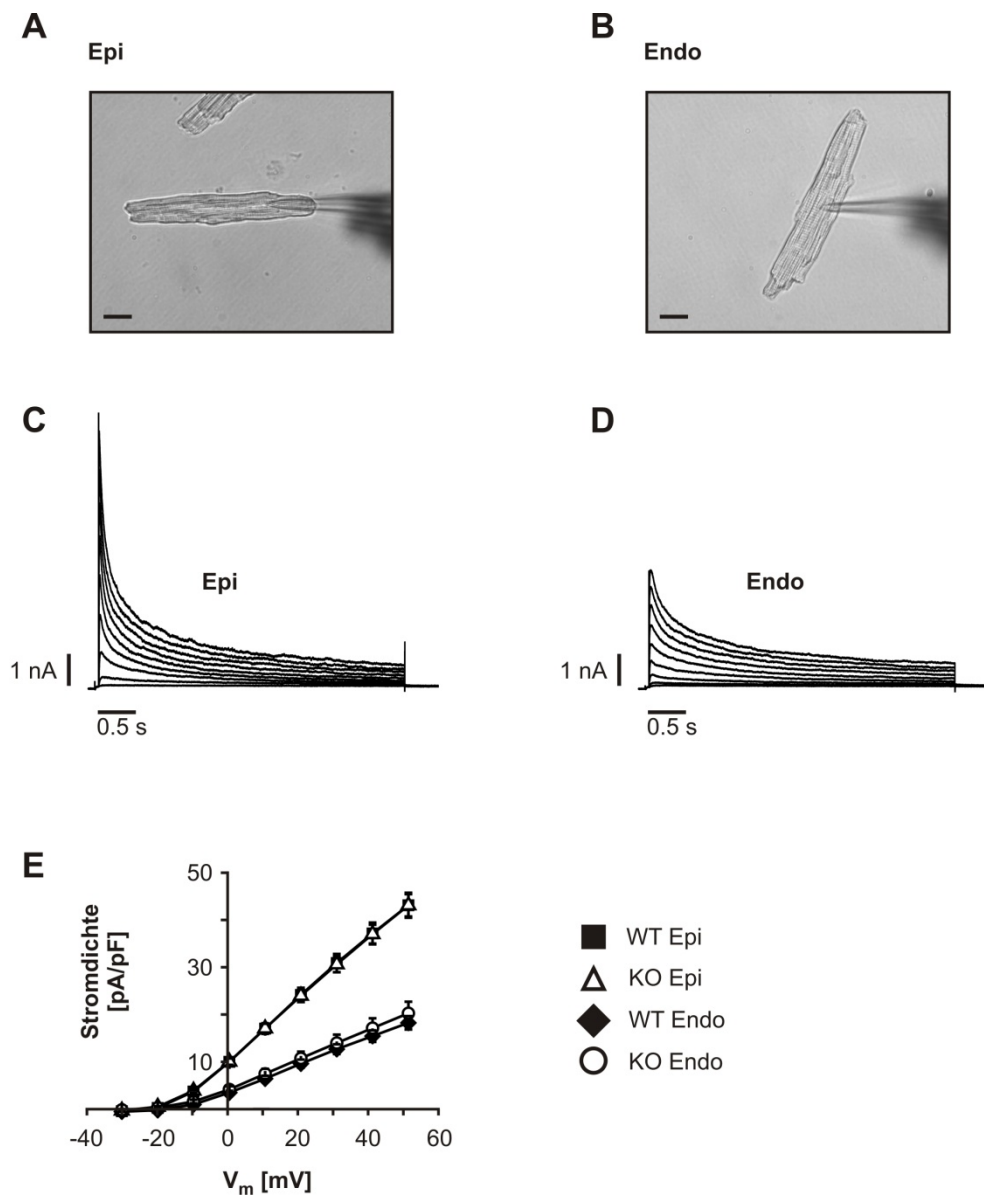 A
Epi
B
Endo
C
Epi
1 nA
0.5 s
D
Endo
1 nA
0.5 s
E
Stromdichte
[pA/pF]
50
30
10
-40
-20
0
20
40
60
Vm [mV]
WT Epi
KO Epi
WT Endo
KO Endo